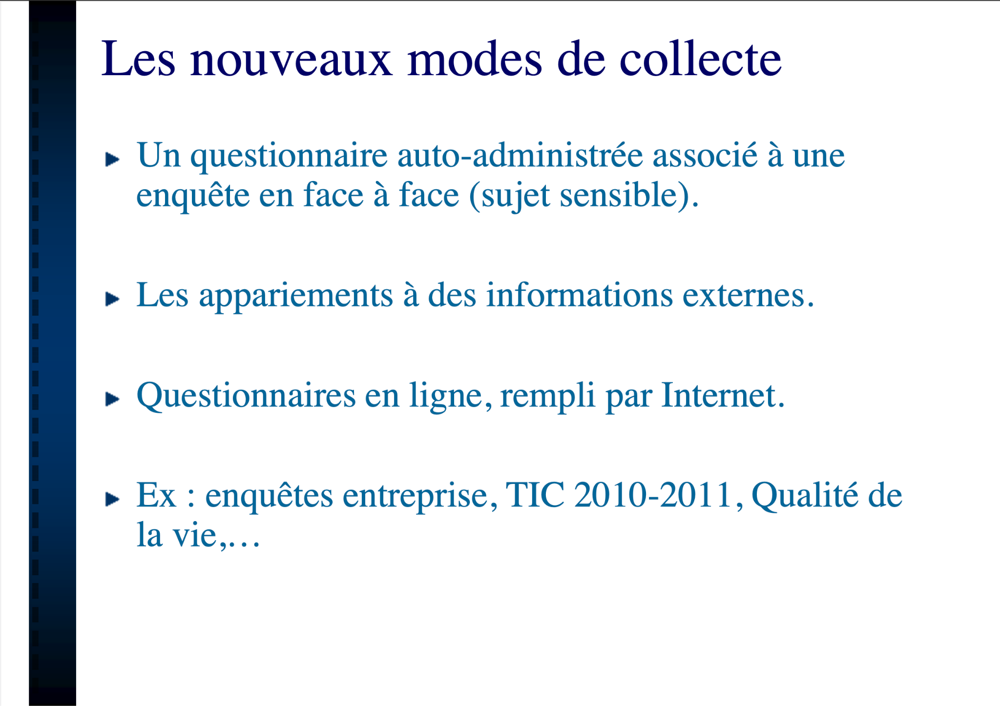 Les nouveaux modes de collecte
Un questionnaire auto-administrée associé à une
enquête en face à face (sujet sensible).
Les appariements à des informations externes.
Questionnaires en ligne, rempli par Internet.
Ex : enquêtes entreprise, TIC 2010-2011, Qualité de
la vie,…